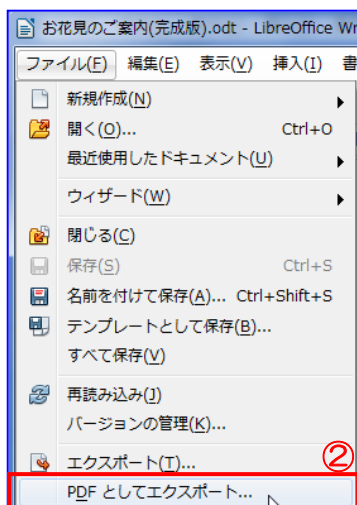 お花見のご案内(完成版).odt - LibreOffice Wr
ファイル(F) 編集(E) 表示(V) 挿入(I) 書
新規作成(N)
開く(O)... Ctrl+O
最近使用したドキュメント(U)
ウィザード(W)
閉じる(C)
保存(S) Ctrl+S
名前を付けて保存(A)... Ctrl+Shift+S
テンプレートとして保存(B)...
すべて保存(V)
再読み込み(J)
バージョンの管理(K)...
エクスポート(T)... ②
PDF としてエクスポート...